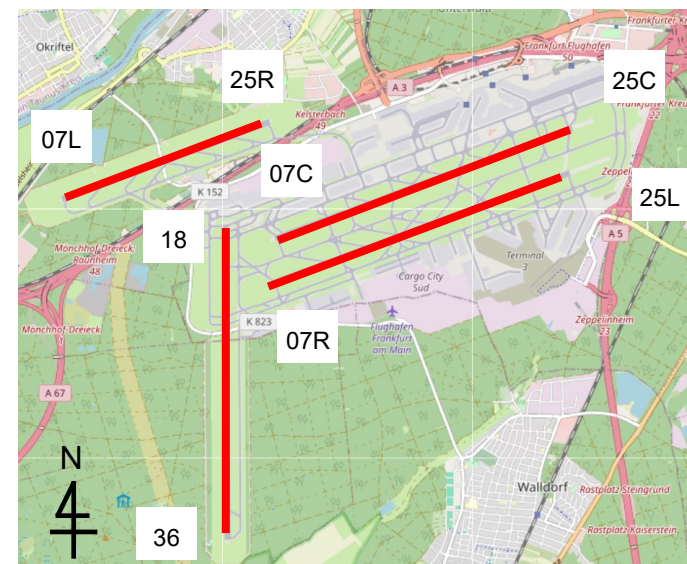 Okriftel
Frankfurt Flughafen
50
25R
A 3
25C
Kelsterbach
49
07L
22
K 152
07C
Zeppelinheim
18
25L
A 5
Mönchhof Dreieck,
Raunheim
48
Terminal
3
Cargo City
Süd
Mönchhof Dreieck
1
K 823
Flughafen
Frankfurt
am Main
Zeppelinheim
23
07R
A 67
N
Walldorf
Rastplatz Steingrund
36
Rastplatz Kaiserstein